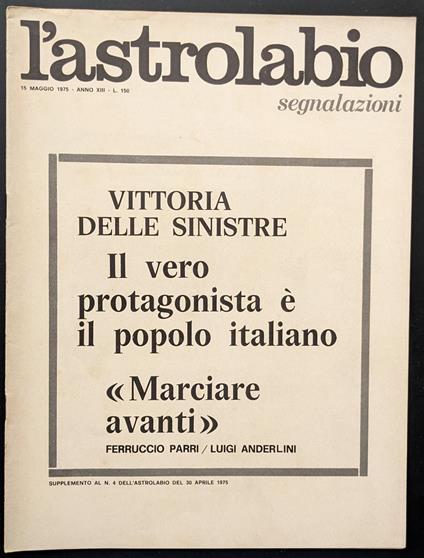 l'astrolabio
15 MAGGIO 1975 - ANNO XIII - L. 150
segnalazioni
VITTORIA
DELLE SINISTRE
Il vero
protagonista è
il popolo italiano
«Marciare
avanti»
FERRUCCIO PARRI / LUIGI ANDERLINI
SUPPLEMENTO AL N. 4 DELL'ASTROLABIO DEL 30 APRILE 1975